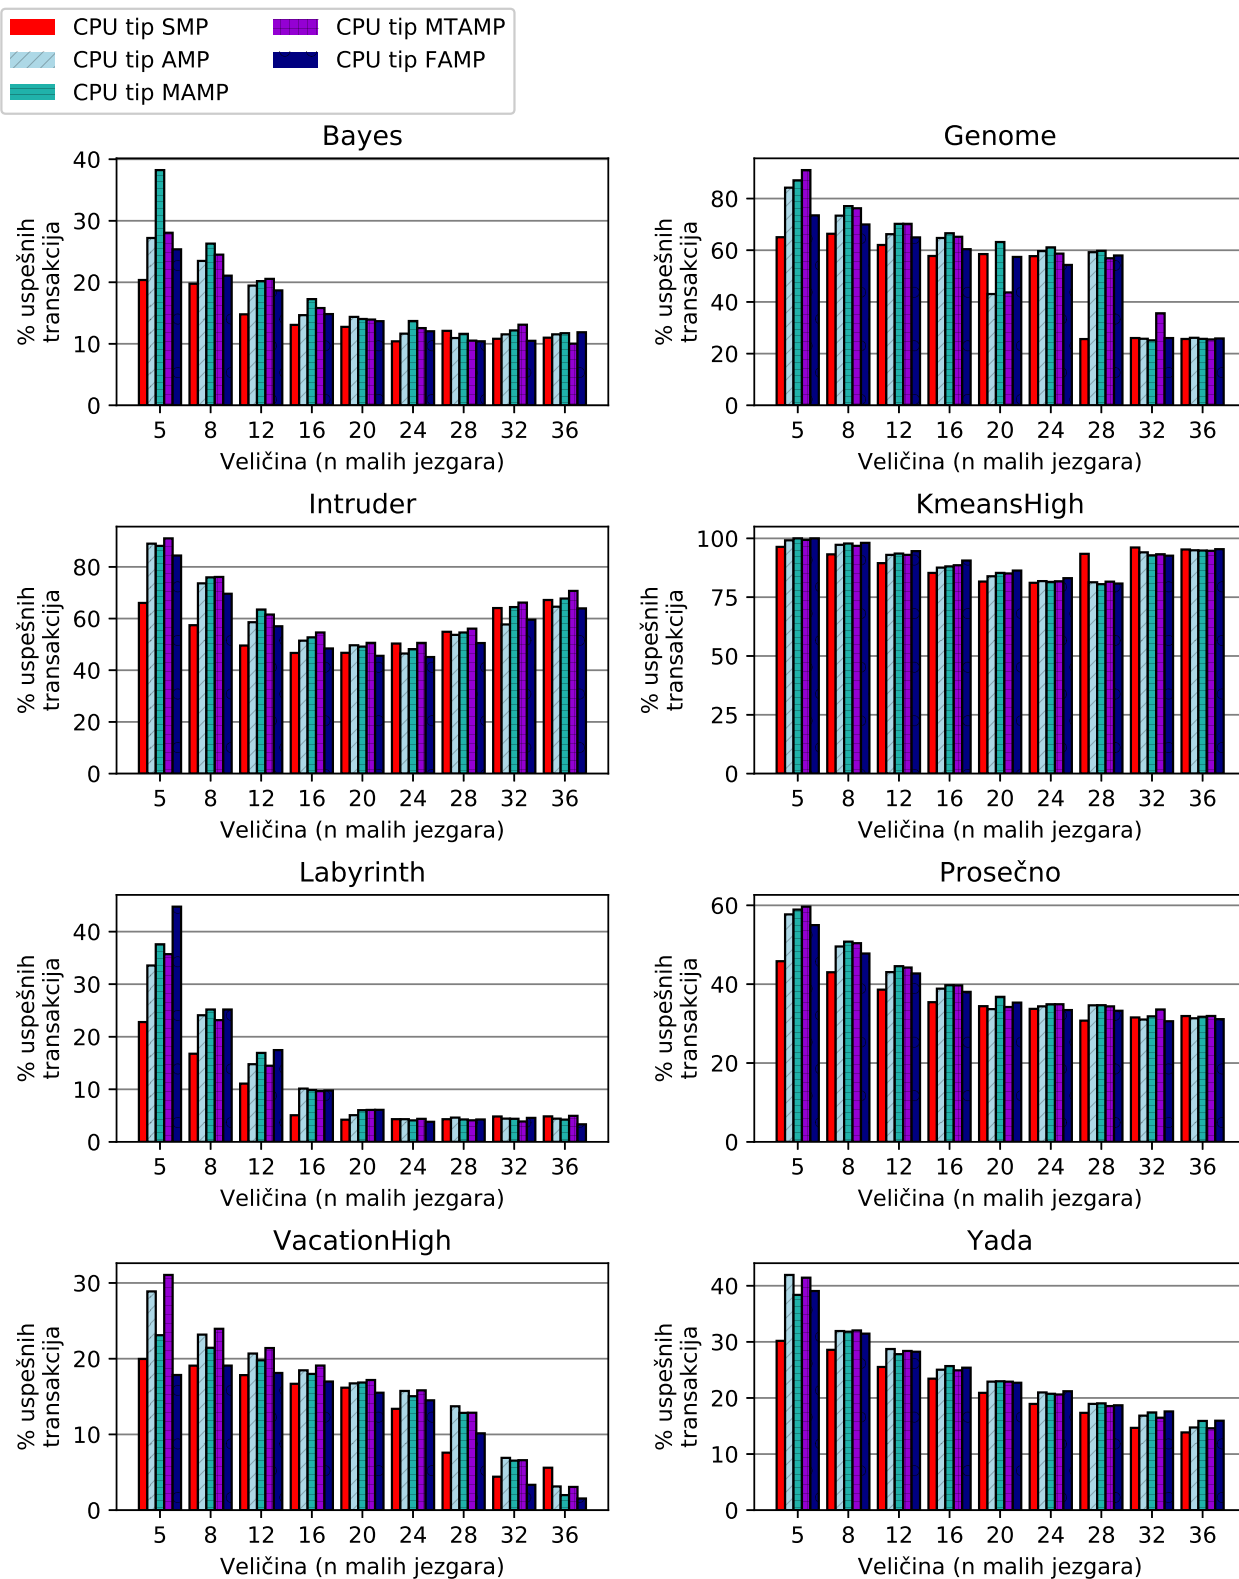 CPU tip SMP
CPU tip AMP
CPU tip MAMP
CPU tip MTAMP
CPU tip FAMP
Bayes
% uspešnih
transakcija
40
30
20
10
0
5 8 12 16 20 24 28 32 36
Veličina (n malih jezgara)
Genome
% uspešnih
transakcija
80
60
40
20
0
5 8 12 16 20 24 28 32 36
Veličina (n malih jezgara)
Intruder
% uspešnih
transakcija
80
60
40
20
0
5 8 12 16 20 24 28 32 36
Veličina (n malih jezgara)
KmeansHigh
% uspešnih
transakcija
100
75
50
25
0
5 8 12 16 20 24 28 32 36
Veličina (n malih jezgara)
Labyrinth
% uspešnih
transakcija
40
30
20
10
0
5 8 12 16 20 24 28 32 36
Veličina (n malih jezgara)
Prosečno
% uspešnih
transakcija
60
40
20
0
5 8 12 16 20 24 28 32 36
Veličina (n malih jezgara)
VacationHigh
% uspešnih
transakcija
30
20
10
0
5 8 12 16 20 24 28 32 36
Veličina (n malih jezgara)
Yada
% uspešnih
transakcija
40
30
20
10
0
5 8 12 16 20 24 28 32 36
Veličina (n malih jezgara)